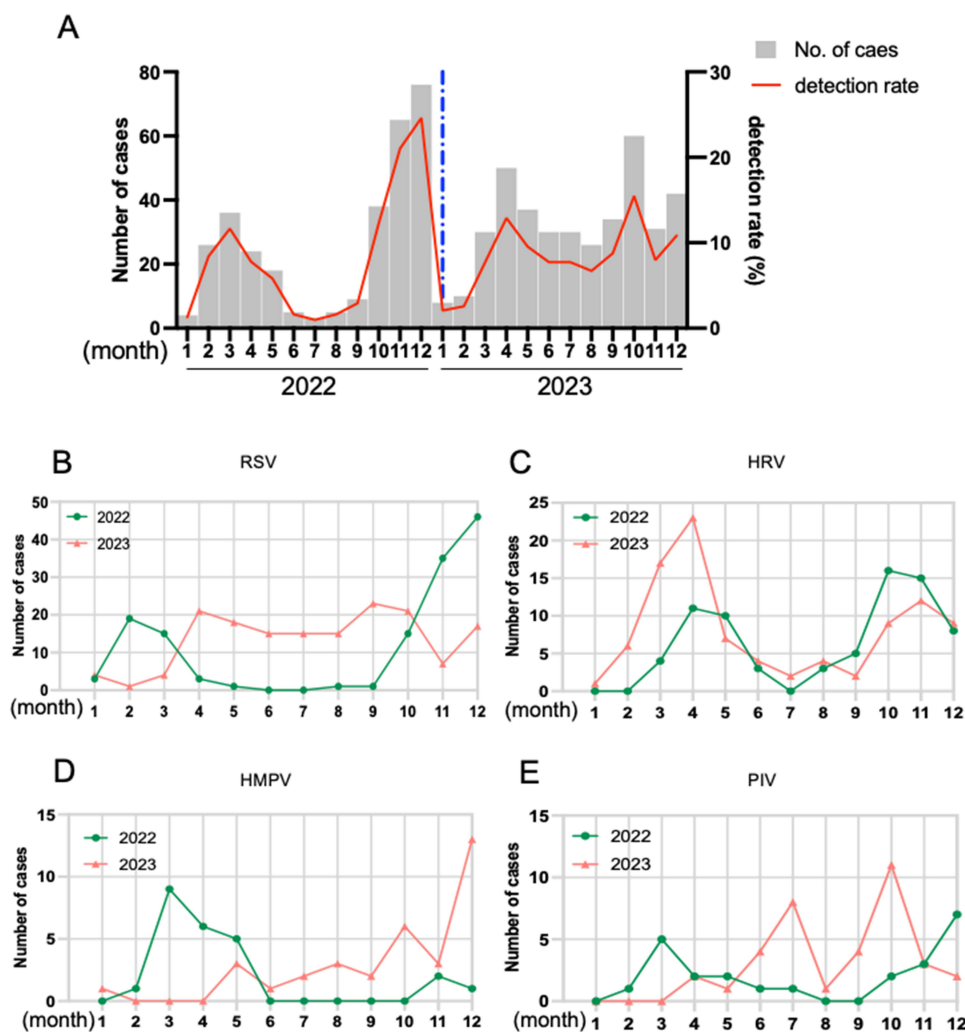 A
No. of caes
detection rate
Number of cases
80
60
40
20
0
30
20
10
0
detection rate (%)
(month) 1 2 3 4 5 6 7 8 9 10 11 12 1 2 3 4 5 6 7 8 9 10 11 12
2022 2023
B RSV
2022
2023
Number of cases
50
40
30
20
10
0
(month) 1 2 3 4 5 6 7 8 9 10 11 12
C HRV
2022
2023
Number of cases
25
20
15
10
5
0
(month) 1 2 3 4 5 6 7 8 9 10 11 12
D HMPV
2022
2023
Number of cases
15
10
5
0
(month) 1 2 3 4 5 6 7 8 9 10 11 12
E PIV
2022
2023
Number of cases
15
10
5
0
(month) 1 2 3 4 5 6 7 8 9 10 11 12